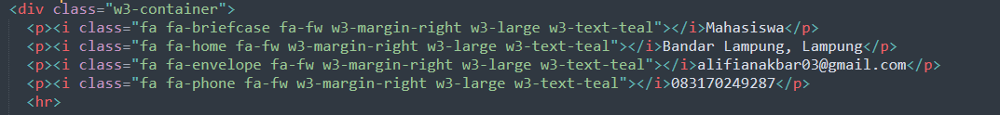 <div class="w3-container">
<p><i class="fa fa-briefcase fa-fw w3-margin-right w3-large w3-text-teal"></i>Mahasiswa</p>
<p><i class="fa fa-home fa-fw w3-margin-right w3-large w3-text-teal"></i>Bandar Lampung, Lampung</p>
<p><i class="fa fa-envelope fa-fw w3-margin-right w3-large w3-text-teal"></i>alifianakbar03@gmail.com</p>
<p><i class="fa fa-phone fa-fw w3-margin-right w3-large w3-text-teal"></i>083170249287</p>
<hr>